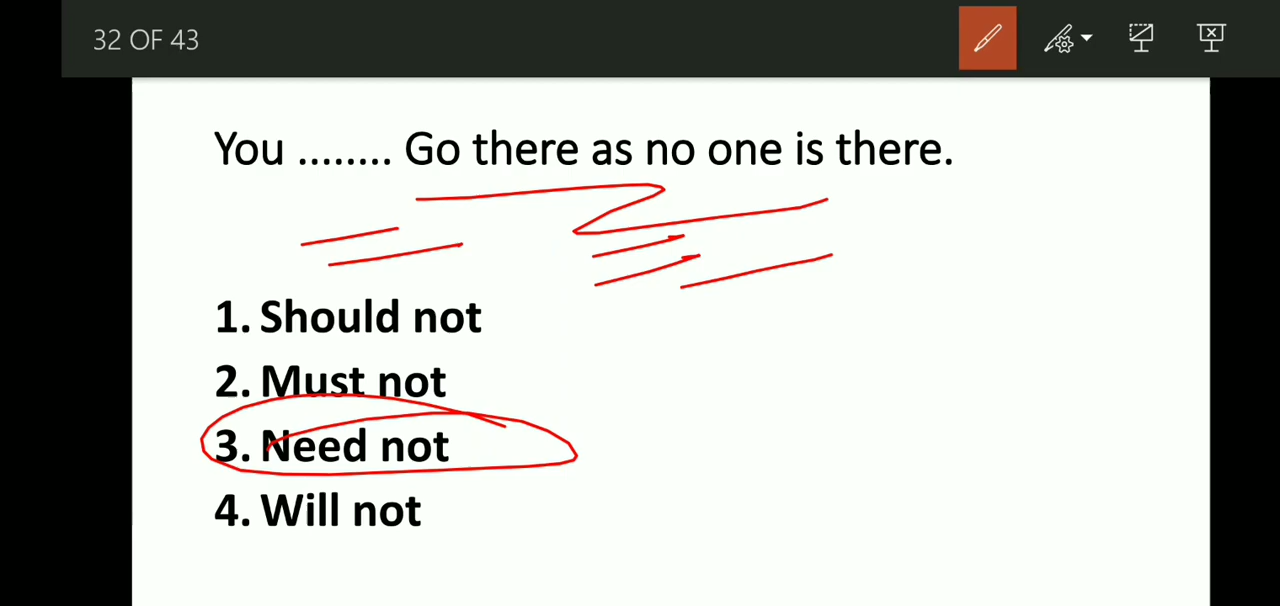 32 OF 43
You ........ Go there as no one is there.
1. Should not
2. Must not
3. Need not
4. Will not